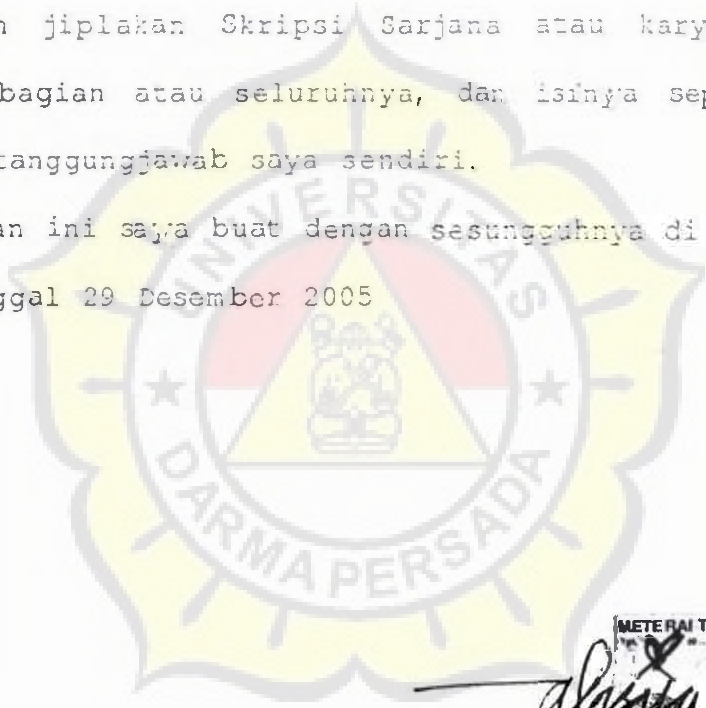 n jiplakan Skripsi Sarjana atau kary
bagian atau seluruhnya, dan isinya sep
tanggungjawab saya sendiri.
an ini saya buat dengan sesungguhnya di
ggal 29 Desember 2005
UNIVERSITAS
DARMA PERSADA
METERAI T